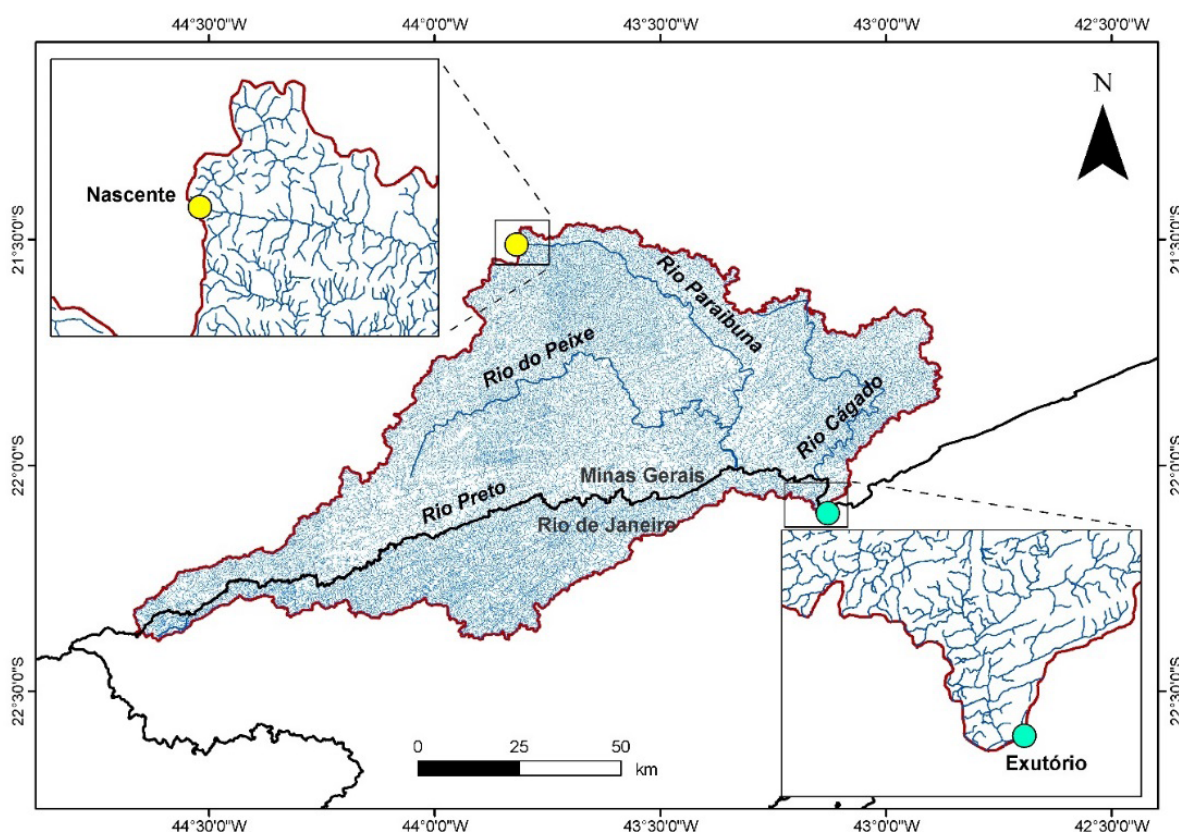 44°30'0"W 44°0'0"W 43°30'0"W 43°0'0"W 42°30'0"W
N
Nascente
21°30'0"S
21°30'0"S
Rio Paraibuna
Rio do Peixe
Rio Cágado
22°0'0"S
22°0'0"S
Minas Gerais
Rio Preto
Rio de Janeiro
22°30'0"S
22°30'0"S
0 25 50
km
Exutório
44°30'0"W 44°0'0"W 43°30'0"W 43°0'0"W 42°30'0"W